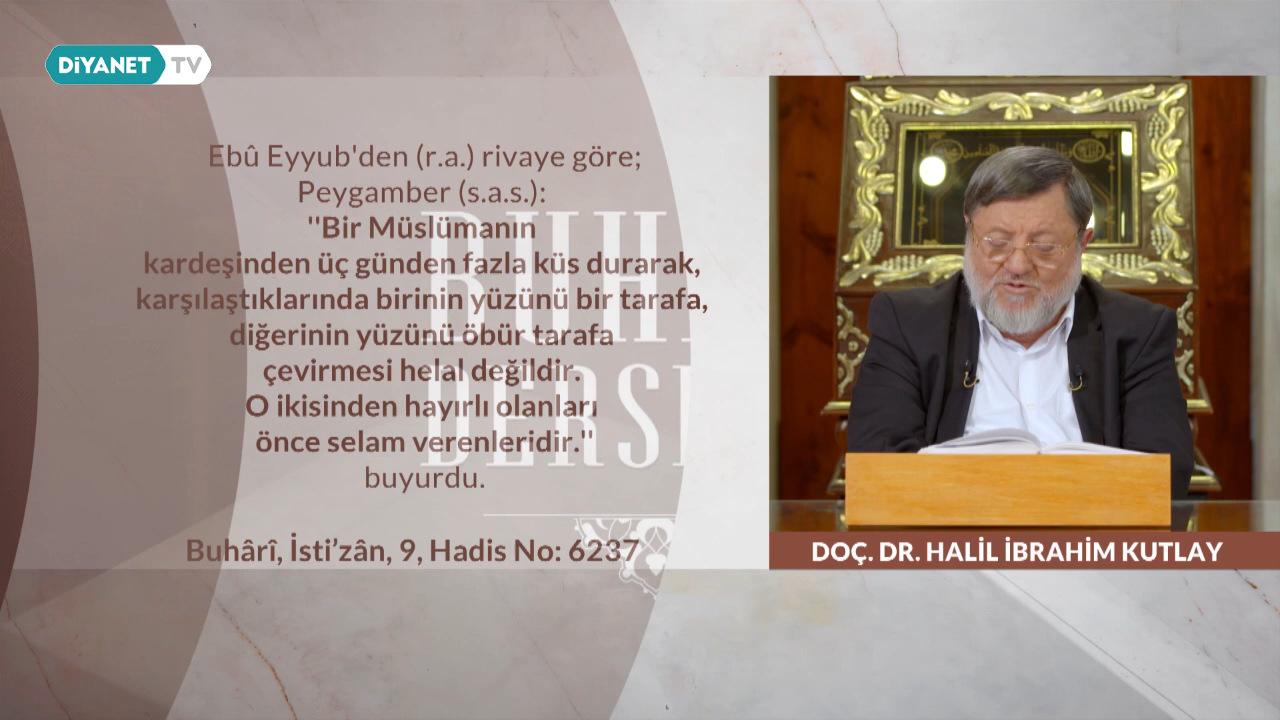 DİYANET TV
Ebû Eyyub'den (r.a.) rivaye göre;
Peygamber (s.a.s.):
"Bir Müslümanın
kardeşinden üç günden fazla küs durarak,
karşılaştıklarında birinin yüzünü bir tarafa,
diğerinin yüzünü öbür tarafa
çevirmesi helal değildir.
O ikisinden hayırlı olanları
önce selam verenleridir."
buyurdu.
Buhârî, İsti’zân, 9, Hadis No: 6237
DOÇ. DR. HALİL İBRAHİM KUTLAY